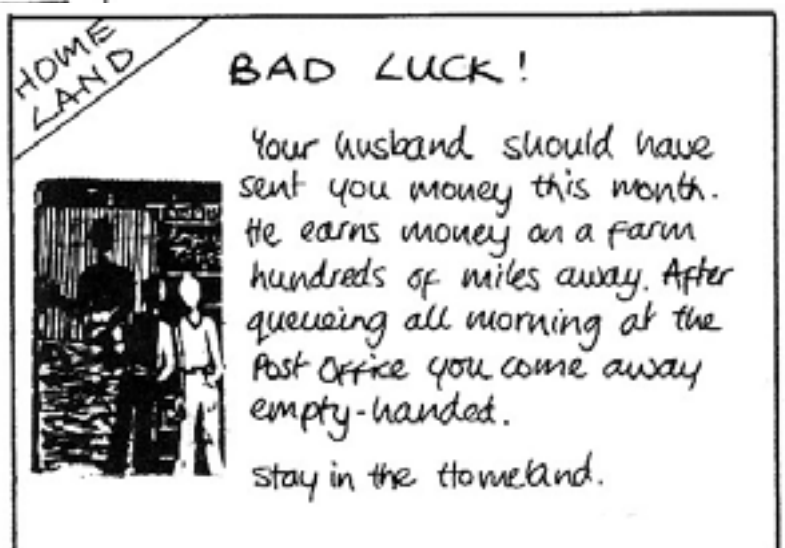 HOME
LAND
BAD LUCK!
Your husband should have
sent you money this month.
He earns money on a farm
hundreds of miles away. After
queueing all morning at the
Post Office you come away
empty-handed.
Stay in the Homeland.